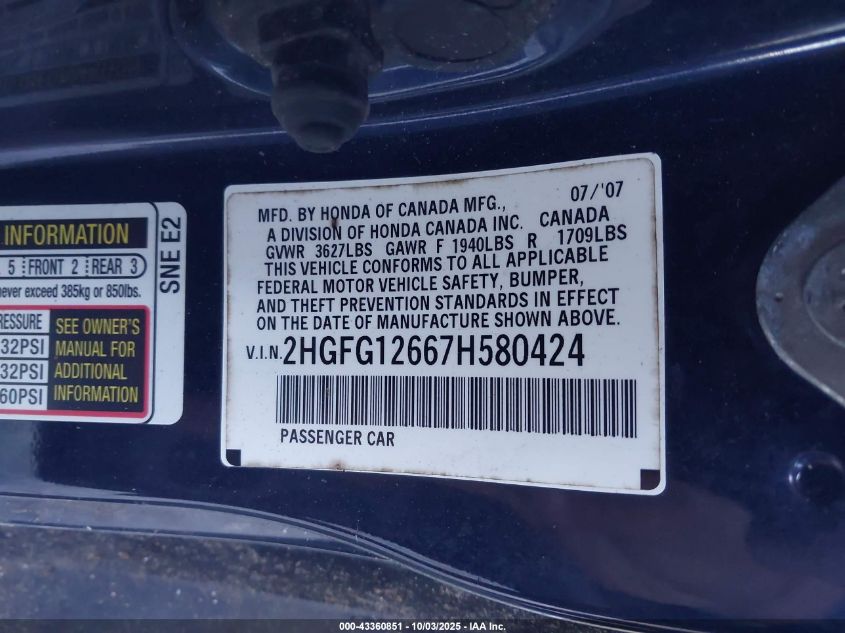 INFORMATION
5 FRONT 2 REAR 3
never exceed 385kg or 850lbs.
PRESSURE
32PSI
32PSI
60PSI
SEE OWNER'S
MANUAL FOR
ADDITIONAL
INFORMATION
SNE E2
MFD. BY HONDA OF CANADA MFG., 07/'07
A DIVISION OF HONDA CANADA INC. CANADA
GVWR 3627LBS GAWR F 1940LBS R 1709LBS
THIS VEHICLE CONFORMS TO ALL APPLICABLE
FEDERAL MOTOR VEHICLE SAFETY, BUMPER,
AND THEFT PREVENTION STANDARDS IN EFFECT
ON THE DATE OF MANUFACTURE SHOWN ABOVE.
V.I.N. 2HGFG12667H580424
PASSENGER CAR
000-43360851 - 10/03/2025 - IAA Inc.